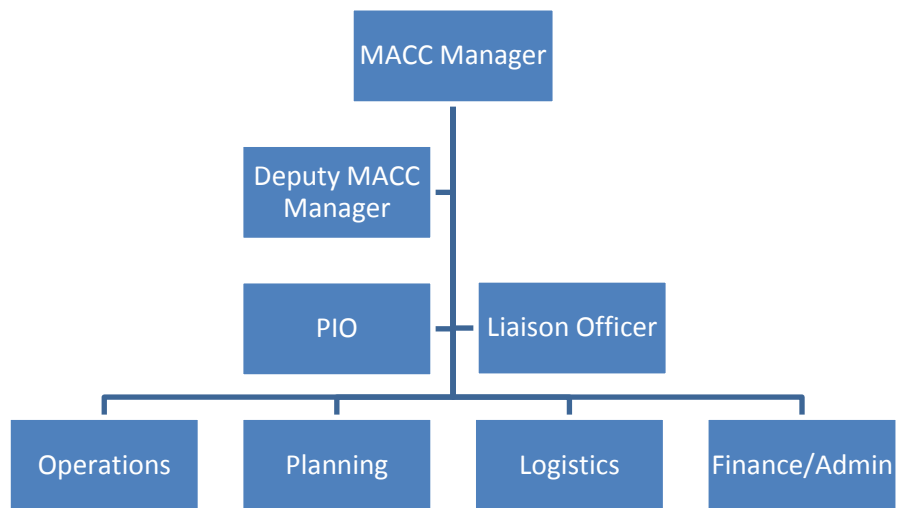 MACC Manager
Deputy MACC
Manager
PIO
Liaison Officer
Operations
Planning
Logistics
Finance/Admin